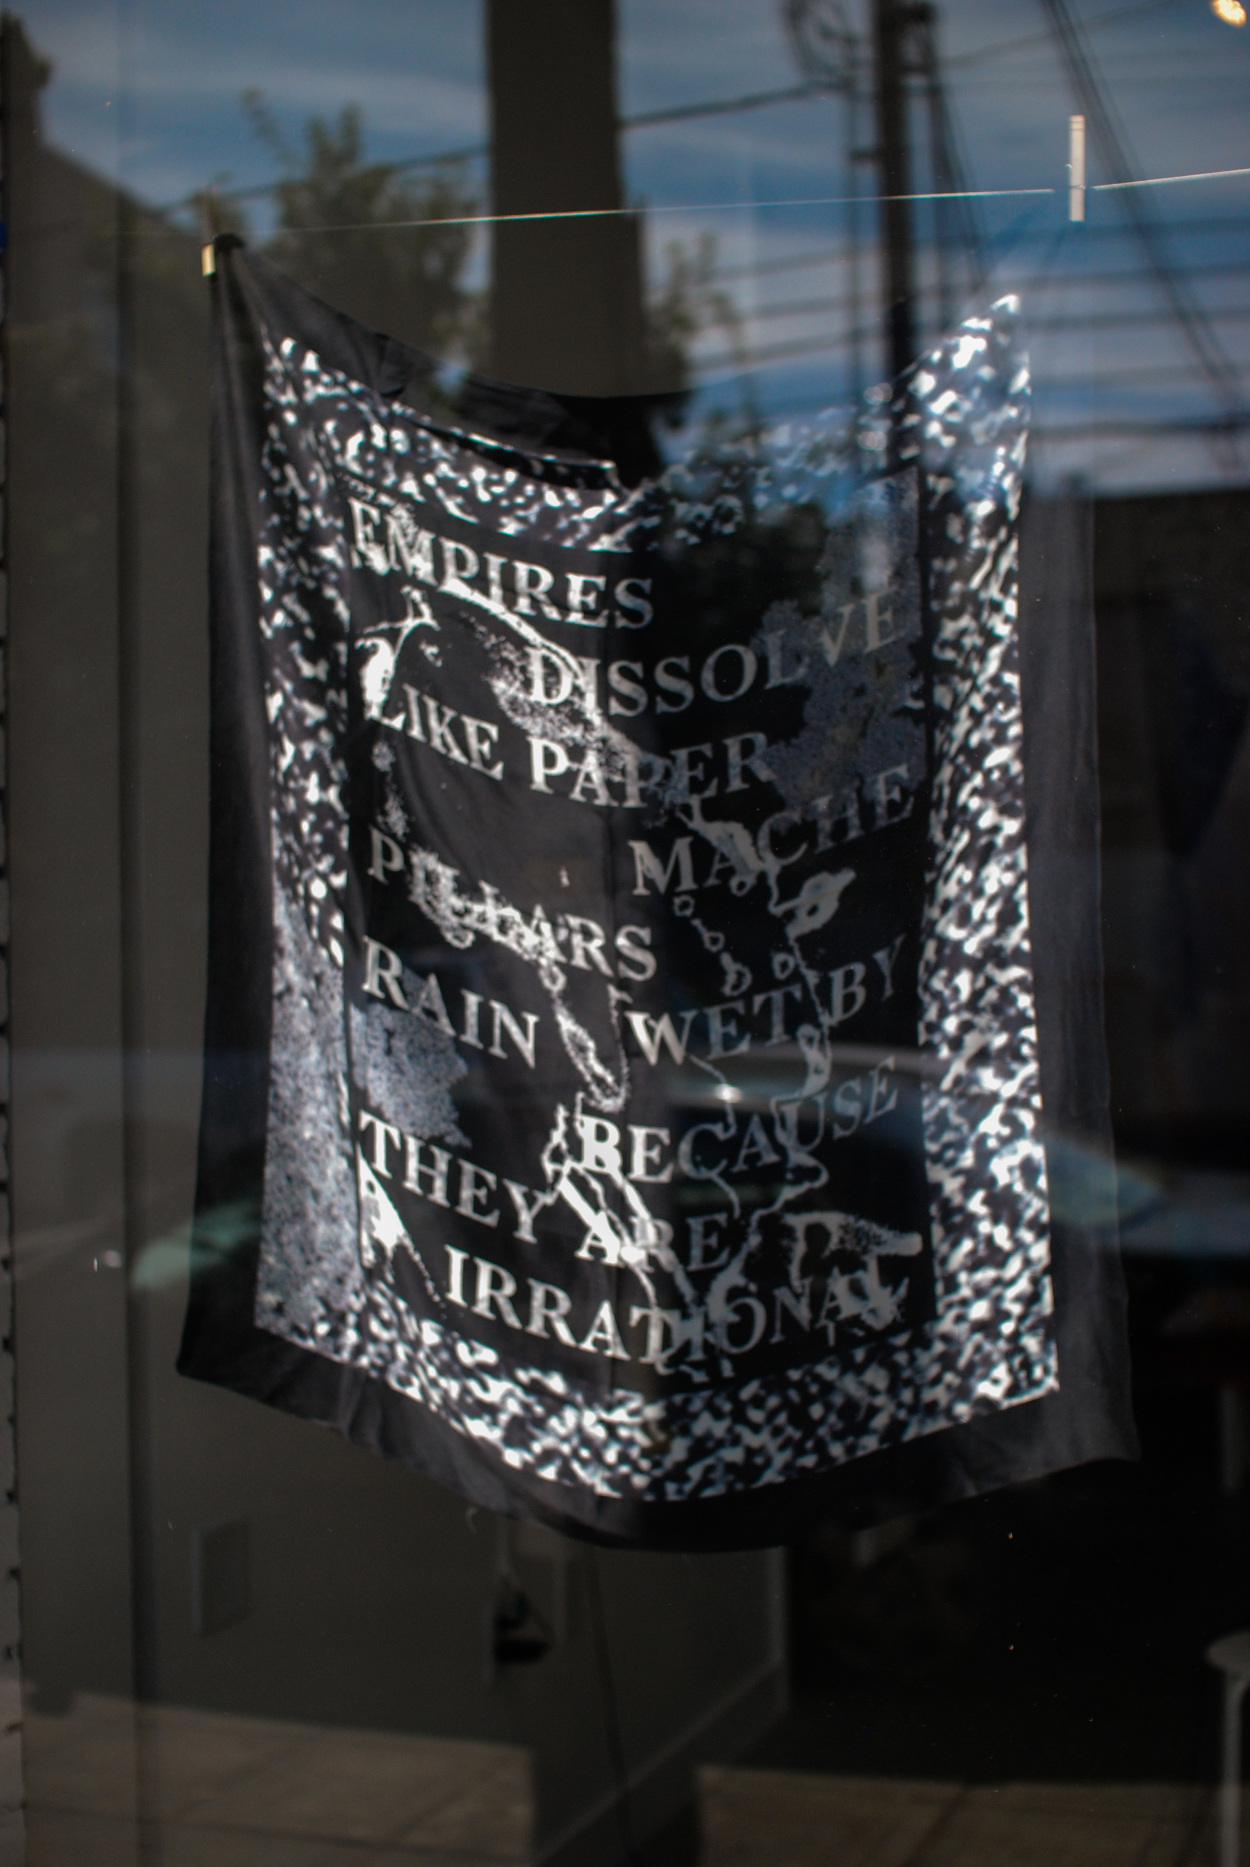 EMPIRES
DISSOLVE
LIKE PAPER
MACHE
PILLARS
RAIN WET BY
BECAUSE
THEY ARE
IRRATIONAL